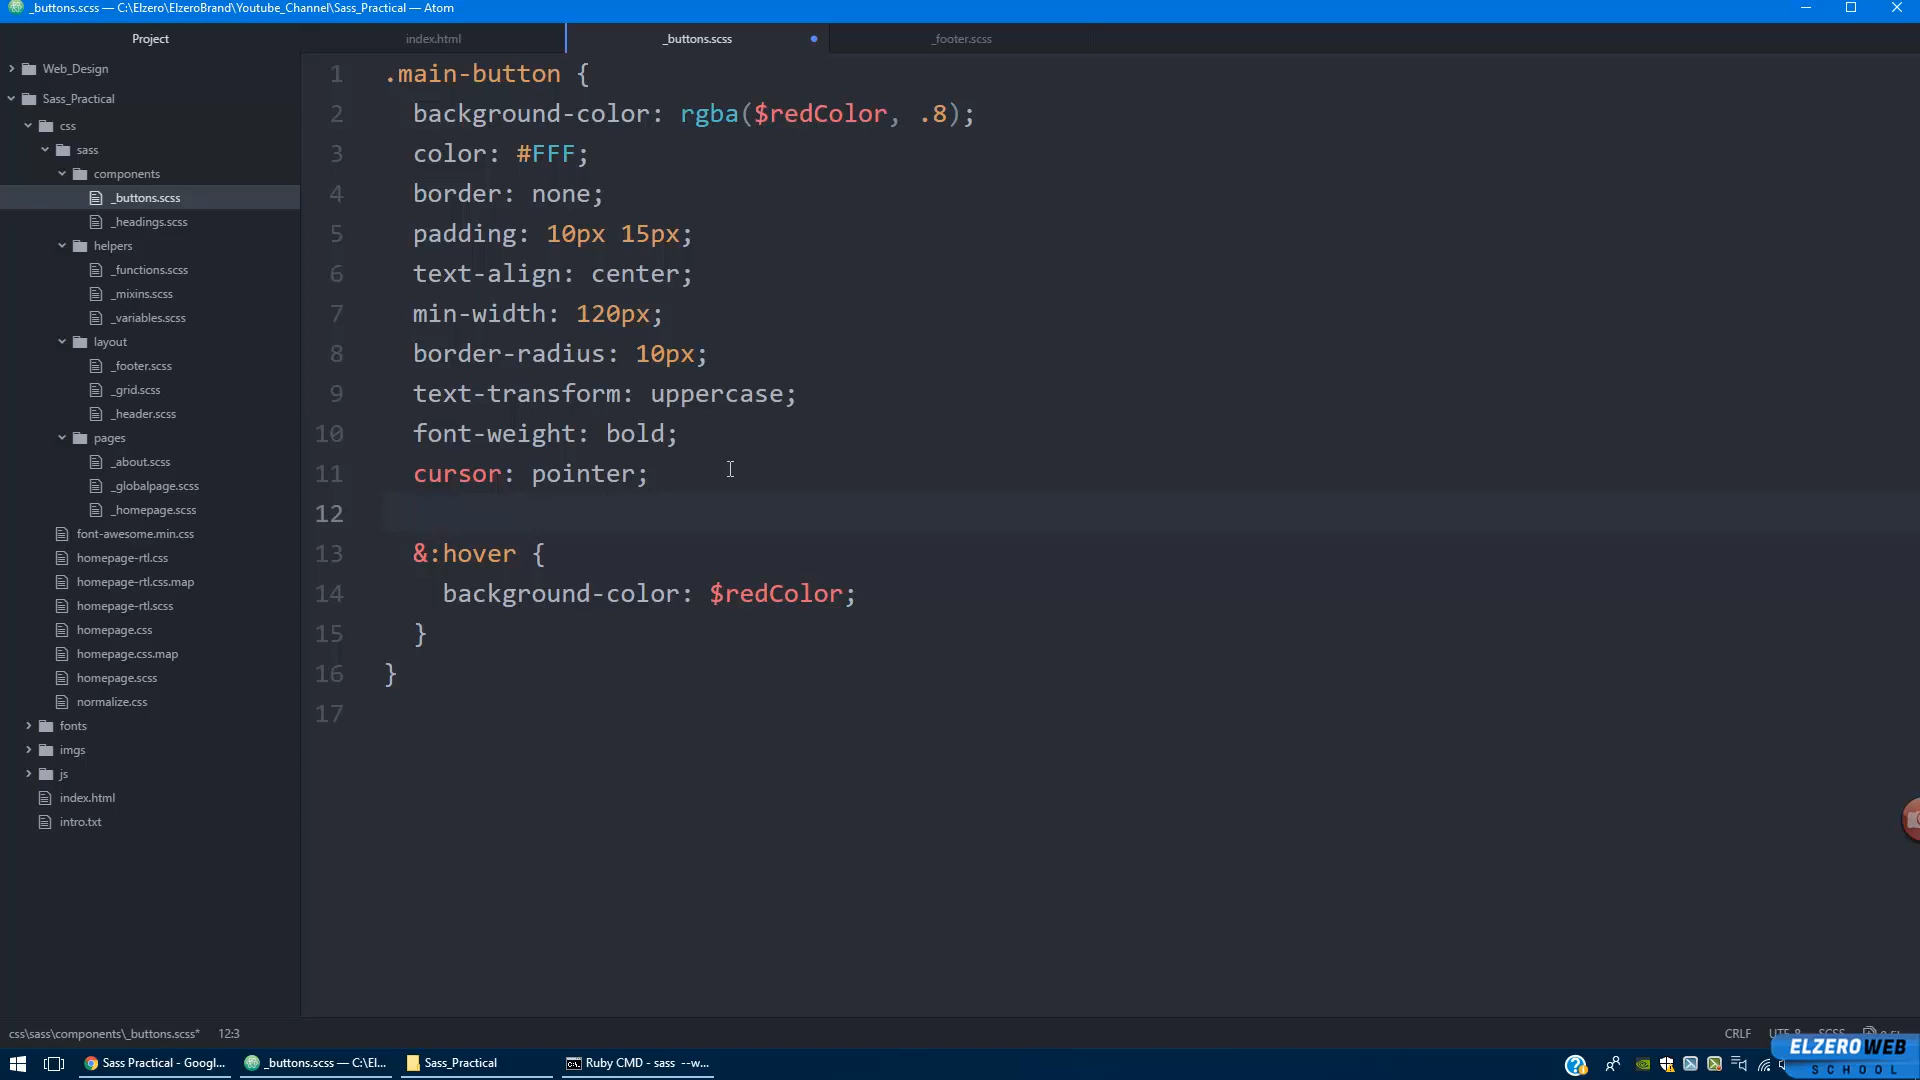 _buttons.scss — C:\Elzero\ElzeroBrand\Youtube_Channel\Sass_Practical — Atom
Project
index.html
_buttons.scss
_footer.scss
Web_Design
Sass_Practical
css
sass
components
_buttons.scss
_headings.scss
helpers
_functions.scss
_mixins.scss
_variables.scss
layout
_footer.scss
_grid.scss
_header.scss
pages
_about.scss
_globalpage.scss
_homepage.scss
font-awesome.min.css
homepage-rtl.css
homepage-rtl.css.map
homepage-rtl.scss
homepage.css
homepage.css.map
homepage.scss
normalize.css
fonts
imgs
js
index.html
intro.txt
1 .main-button {
2 background-color: rgba($redColor, .8);
3 color: #FFF;
4 border: none;
5 padding: 10px 15px;
6 text-align: center;
7 min-width: 120px;
8 border-radius: 10px;
9 text-transform: uppercase;
10 font-weight: bold;
11 cursor: pointer;
12
13 &:hover {
14 background-color: $redColor;
15 }
16 }
17
css\sass\components\_buttons.scss* 12:3
CRLF UTF-8 SCSS
Sass Practical - Googl...
_buttons.scss — C:\El...
Sass_Practical
Ruby CMD - sass --w...
ELZEROWEB
SCHOOL